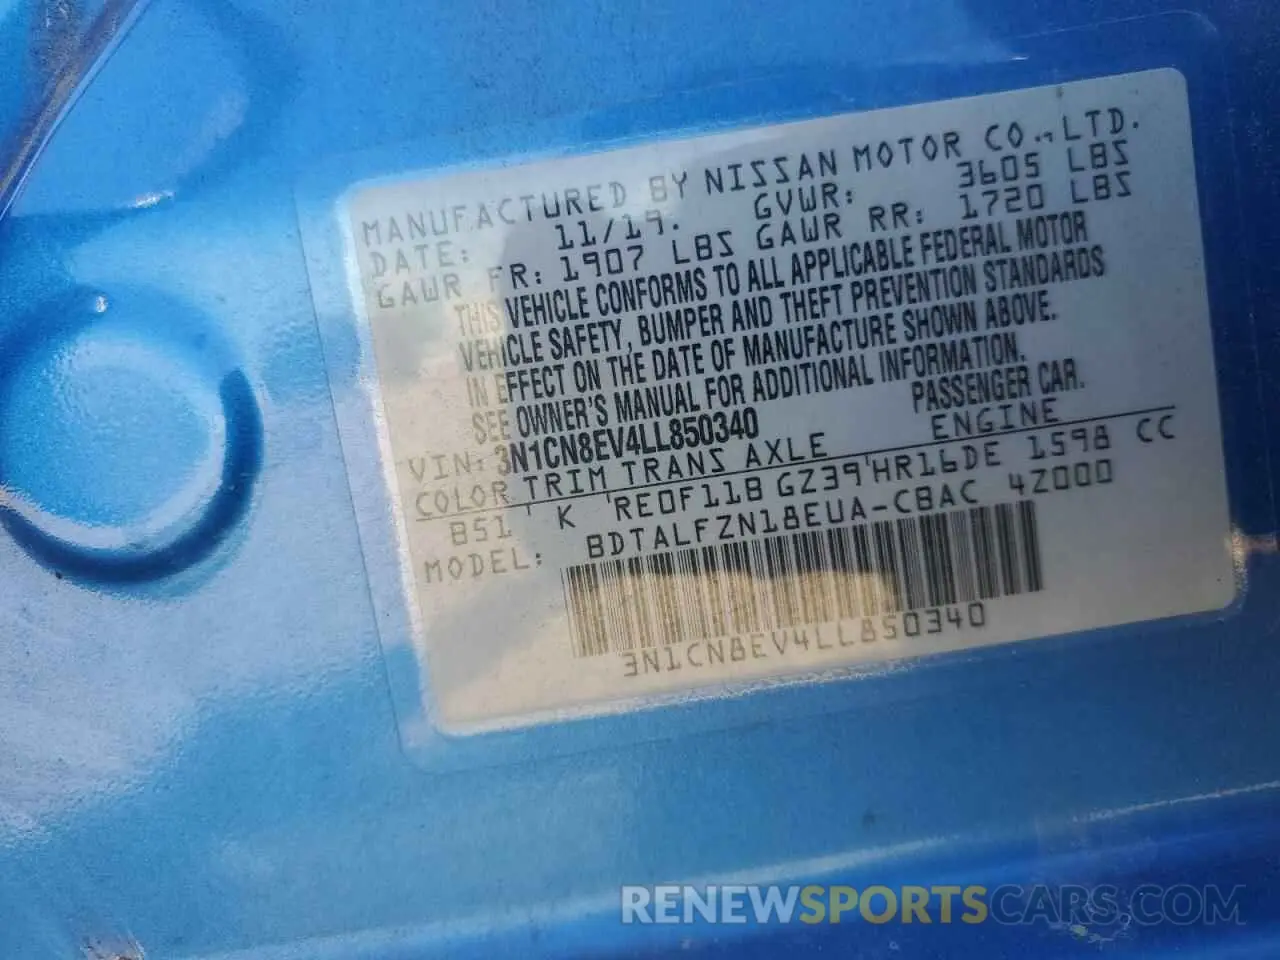 MANUFACTURED BY NISSAN MOTOR CO., LTD.
DATE: 11/19. GVWR: 3605 LBS
GAWR FR: 1907 LBS GAWR RR: 1720 LBS
THIS VEHICLE CONFORMS TO ALL APPLICABLE FEDERAL MOTOR
VEHICLE SAFETY, BUMPER AND THEFT PREVENTION STANDARDS
IN EFFECT ON THE DATE OF MANUFACTURE SHOWN ABOVE.
SEE OWNER'S MANUAL FOR ADDITIONAL INFORMATION.
VIN: 3N1CN8EV4LL850340 PASSENGER CAR.
COLOR TRIM TRANS AXLE ENGINE
B51 K RE0F11B GZ39 HR16DE 1598 CC
MODEL: BDTALFZN18EUA-CBAC 4Z000
3N1CN8EV4LL850340
RENEWSPORTSCARS.COM